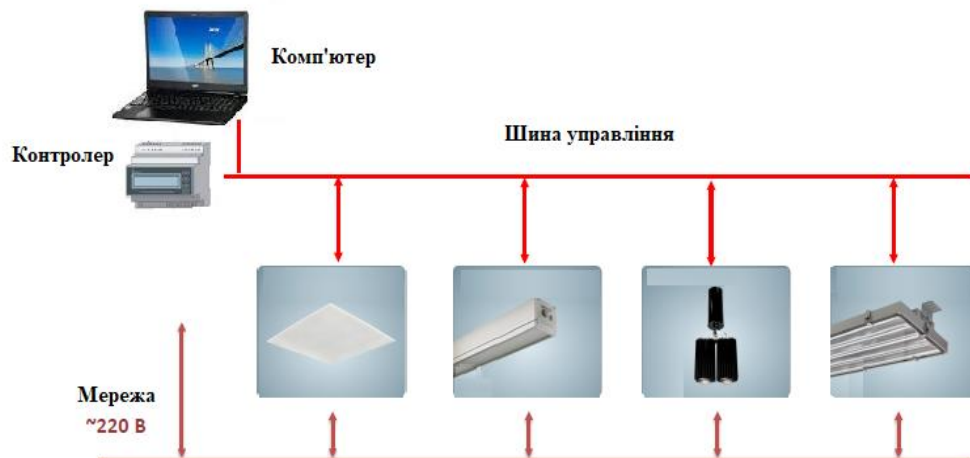 Комп'ютер
Шина управління
Контролер
Мережа
~220 В